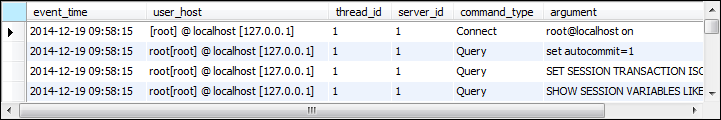 event_time user_host thread_id server_id command_type argument
2014-12-19 09:58:15 [root] @ localhost [127.0.0.1] 1 1 Connect root@localhost on
2014-12-19 09:58:15 root[root] @ localhost [127.0.0.1] 1 1 Query set autocommit=1
2014-12-19 09:58:15 root[root] @ localhost [127.0.0.1] 1 1 Query SET SESSION TRANSACTION ISO
2014-12-19 09:58:15 root[root] @ localhost [127.0.0.1] 1 1 Query SHOW SESSION VARIABLES LIKE